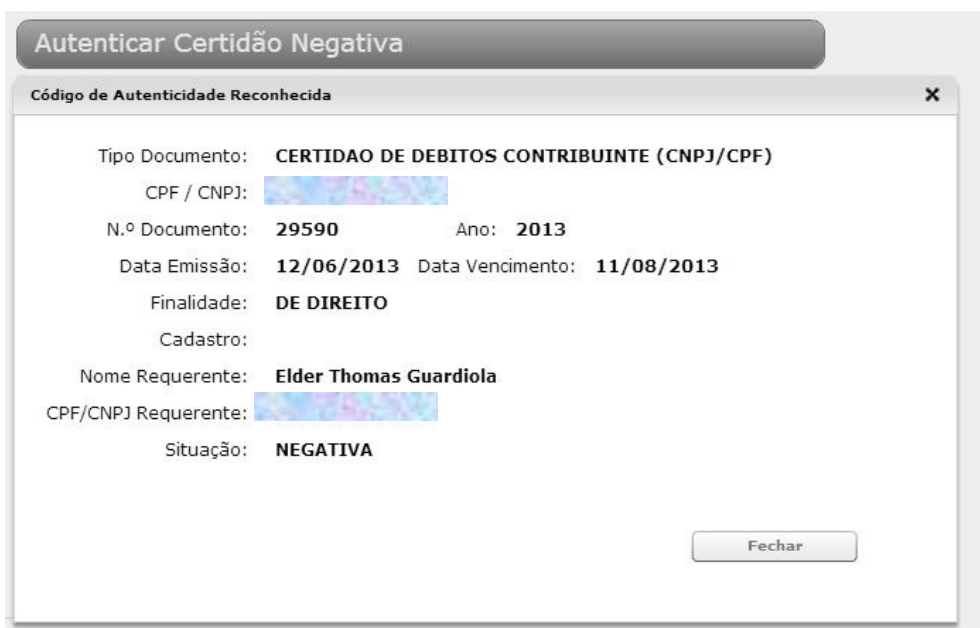 Autenticar Certidão Negativa
Código de Autenticidade Reconhecida
Tipo Documento: CERTIDAO DE DEBITOS CONTRIBUINTE (CNPJ/CPF)
CPF / CNPJ:
N.º Documento: 29590 Ano: 2013
Data Emissão: 12/06/2013 Data Vencimento: 11/08/2013
Finalidade: DE DIREITO
Cadastro:
Nome Requerente: Elder Thomas Guardiola
CPF/CNPJ Requerente:
Situação: NEGATIVA
Fechar